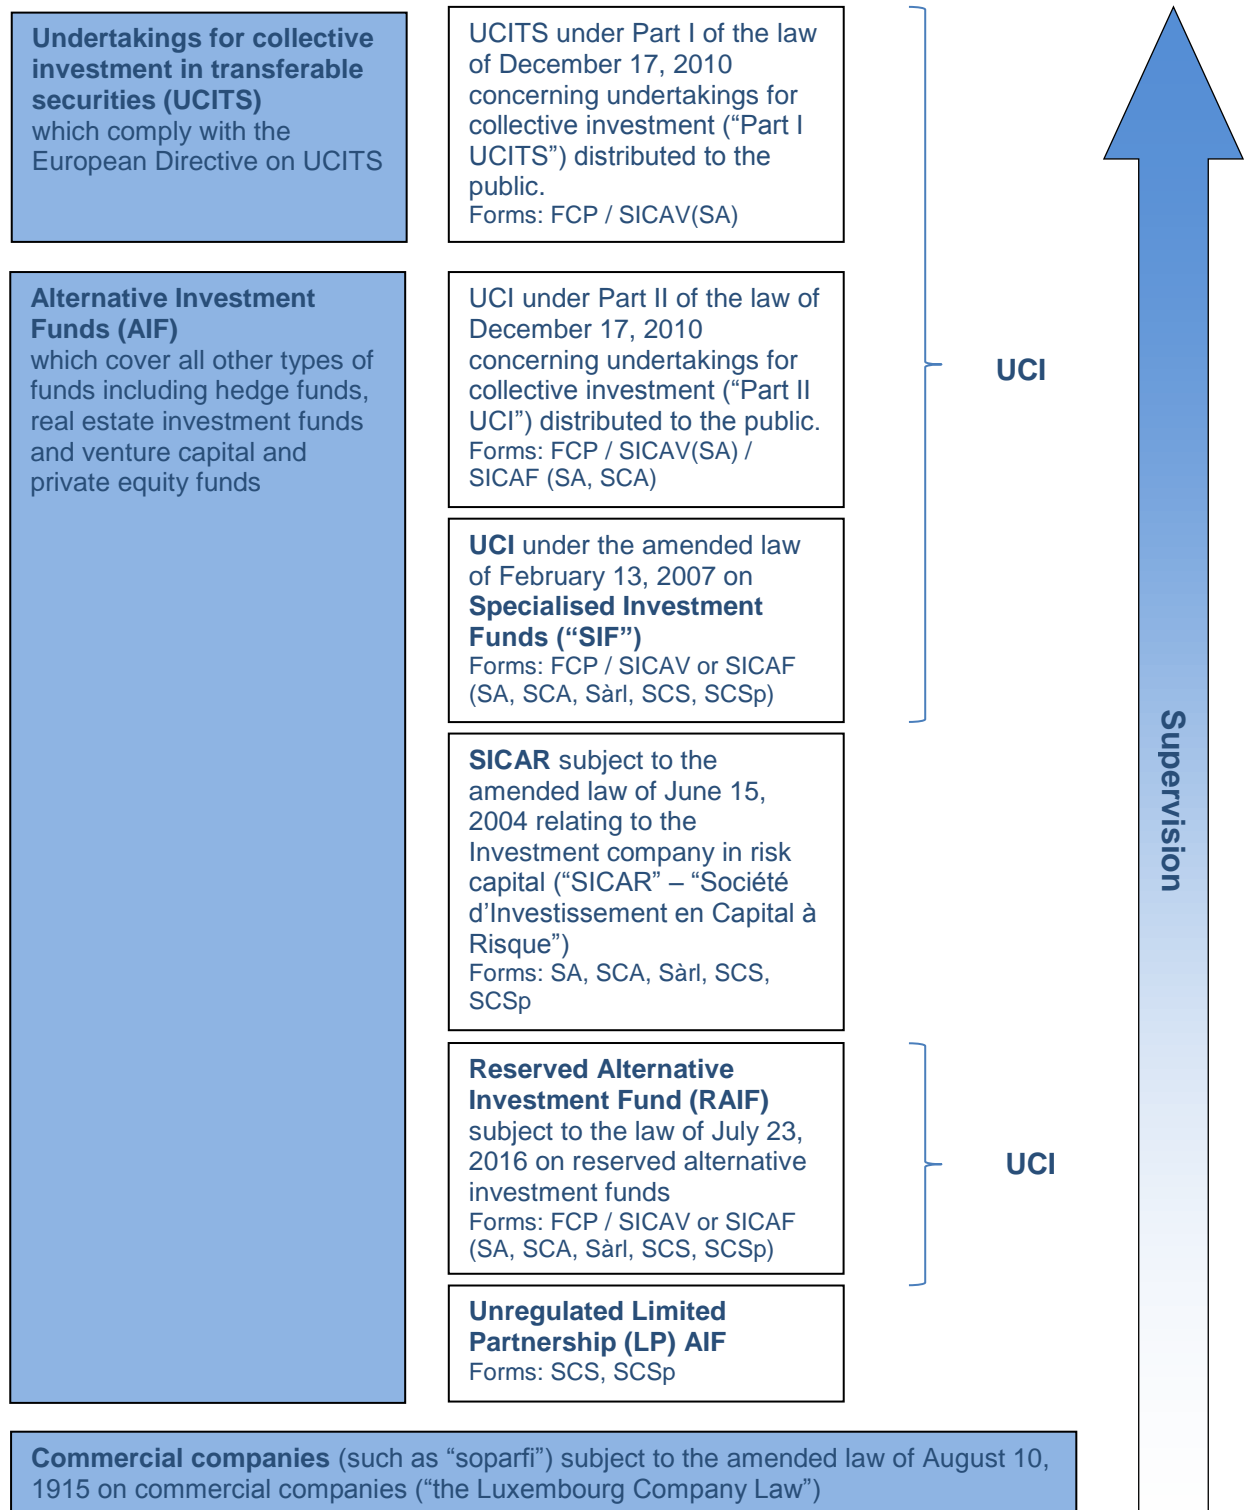 Undertakings for collective
investment in transferable
securities (UCITS)
which comply with the
European Directive on UCITS
UCITS under Part I of the law
of December 17, 2010
concerning undertakings for
collective investment (“Part I
UCITS”) distributed to the
public.
Forms: FCP / SICAV(SA)
Alternative Investment
Funds (AIF)
which cover all other types of
funds including hedge funds,
real estate investment funds
and venture capital and
private equity funds
UCI under Part II of the law of
December 17, 2010
concerning undertakings for
collective investment (“Part II
UCI”) distributed to the public.
Forms: FCP / SICAV(SA) /
SICAF (SA, SCA)
UCI under the amended law
of February 13, 2007 on
Specialised Investment
Funds (“SIF”)
Forms: FCP / SICAV or SICAF
(SA, SCA, Sàrl, SCS, SCSp)
UCI
SICAR subject to the
amended law of June 15,
2004 relating to the
Investment company in risk
capital (“SICAR” – “Société
d’Investissement en Capital à
Risque”)
Forms: SA, SCA, Sàrl, SCS,
SCSp
Reserved Alternative
Investment Fund (RAIF)
subject to the law of July 23,
2016 on reserved alternative
investment funds
Forms: FCP / SICAV or SICAF
(SA, SCA, Sàrl, SCS, SCSp)
UCI
Unregulated Limited
Partnership (LP) AIF
Forms: SCS, SCSp
Supervision
Commercial companies (such as “soparfi”) subject to the amended law of August 10,
1915 on commercial companies (“the Luxembourg Company Law”)